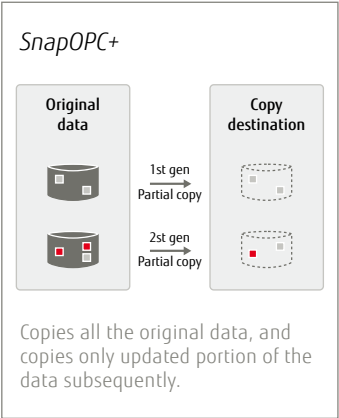 SnapOPC+
Original
data
Copy
destination
1st gen
Partial copy
2st gen
Partial copy
Copies all the original data, and
copies only updated portion of the
data subsequently.